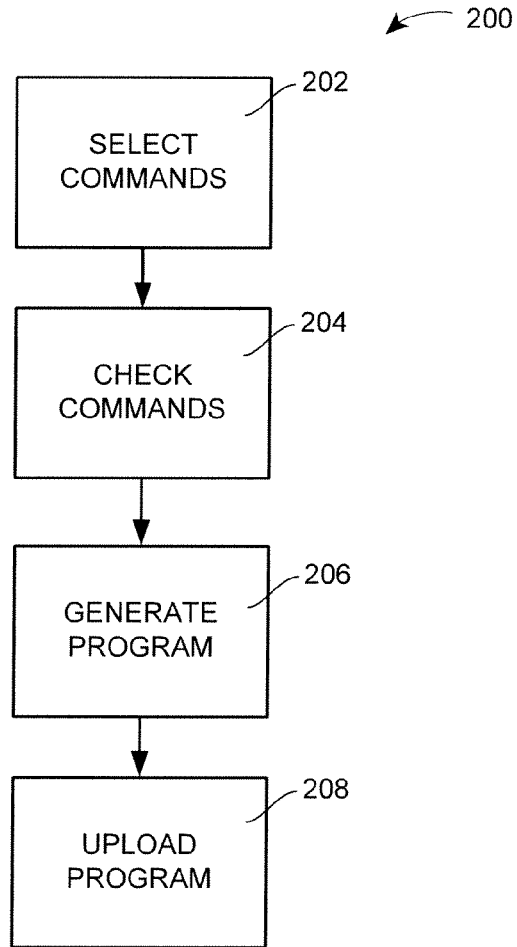 200
202
SELECT
COMMANDS
204
CHECK
COMMANDS
206
GENERATE
PROGRAM
208
UPLOAD
PROGRAM